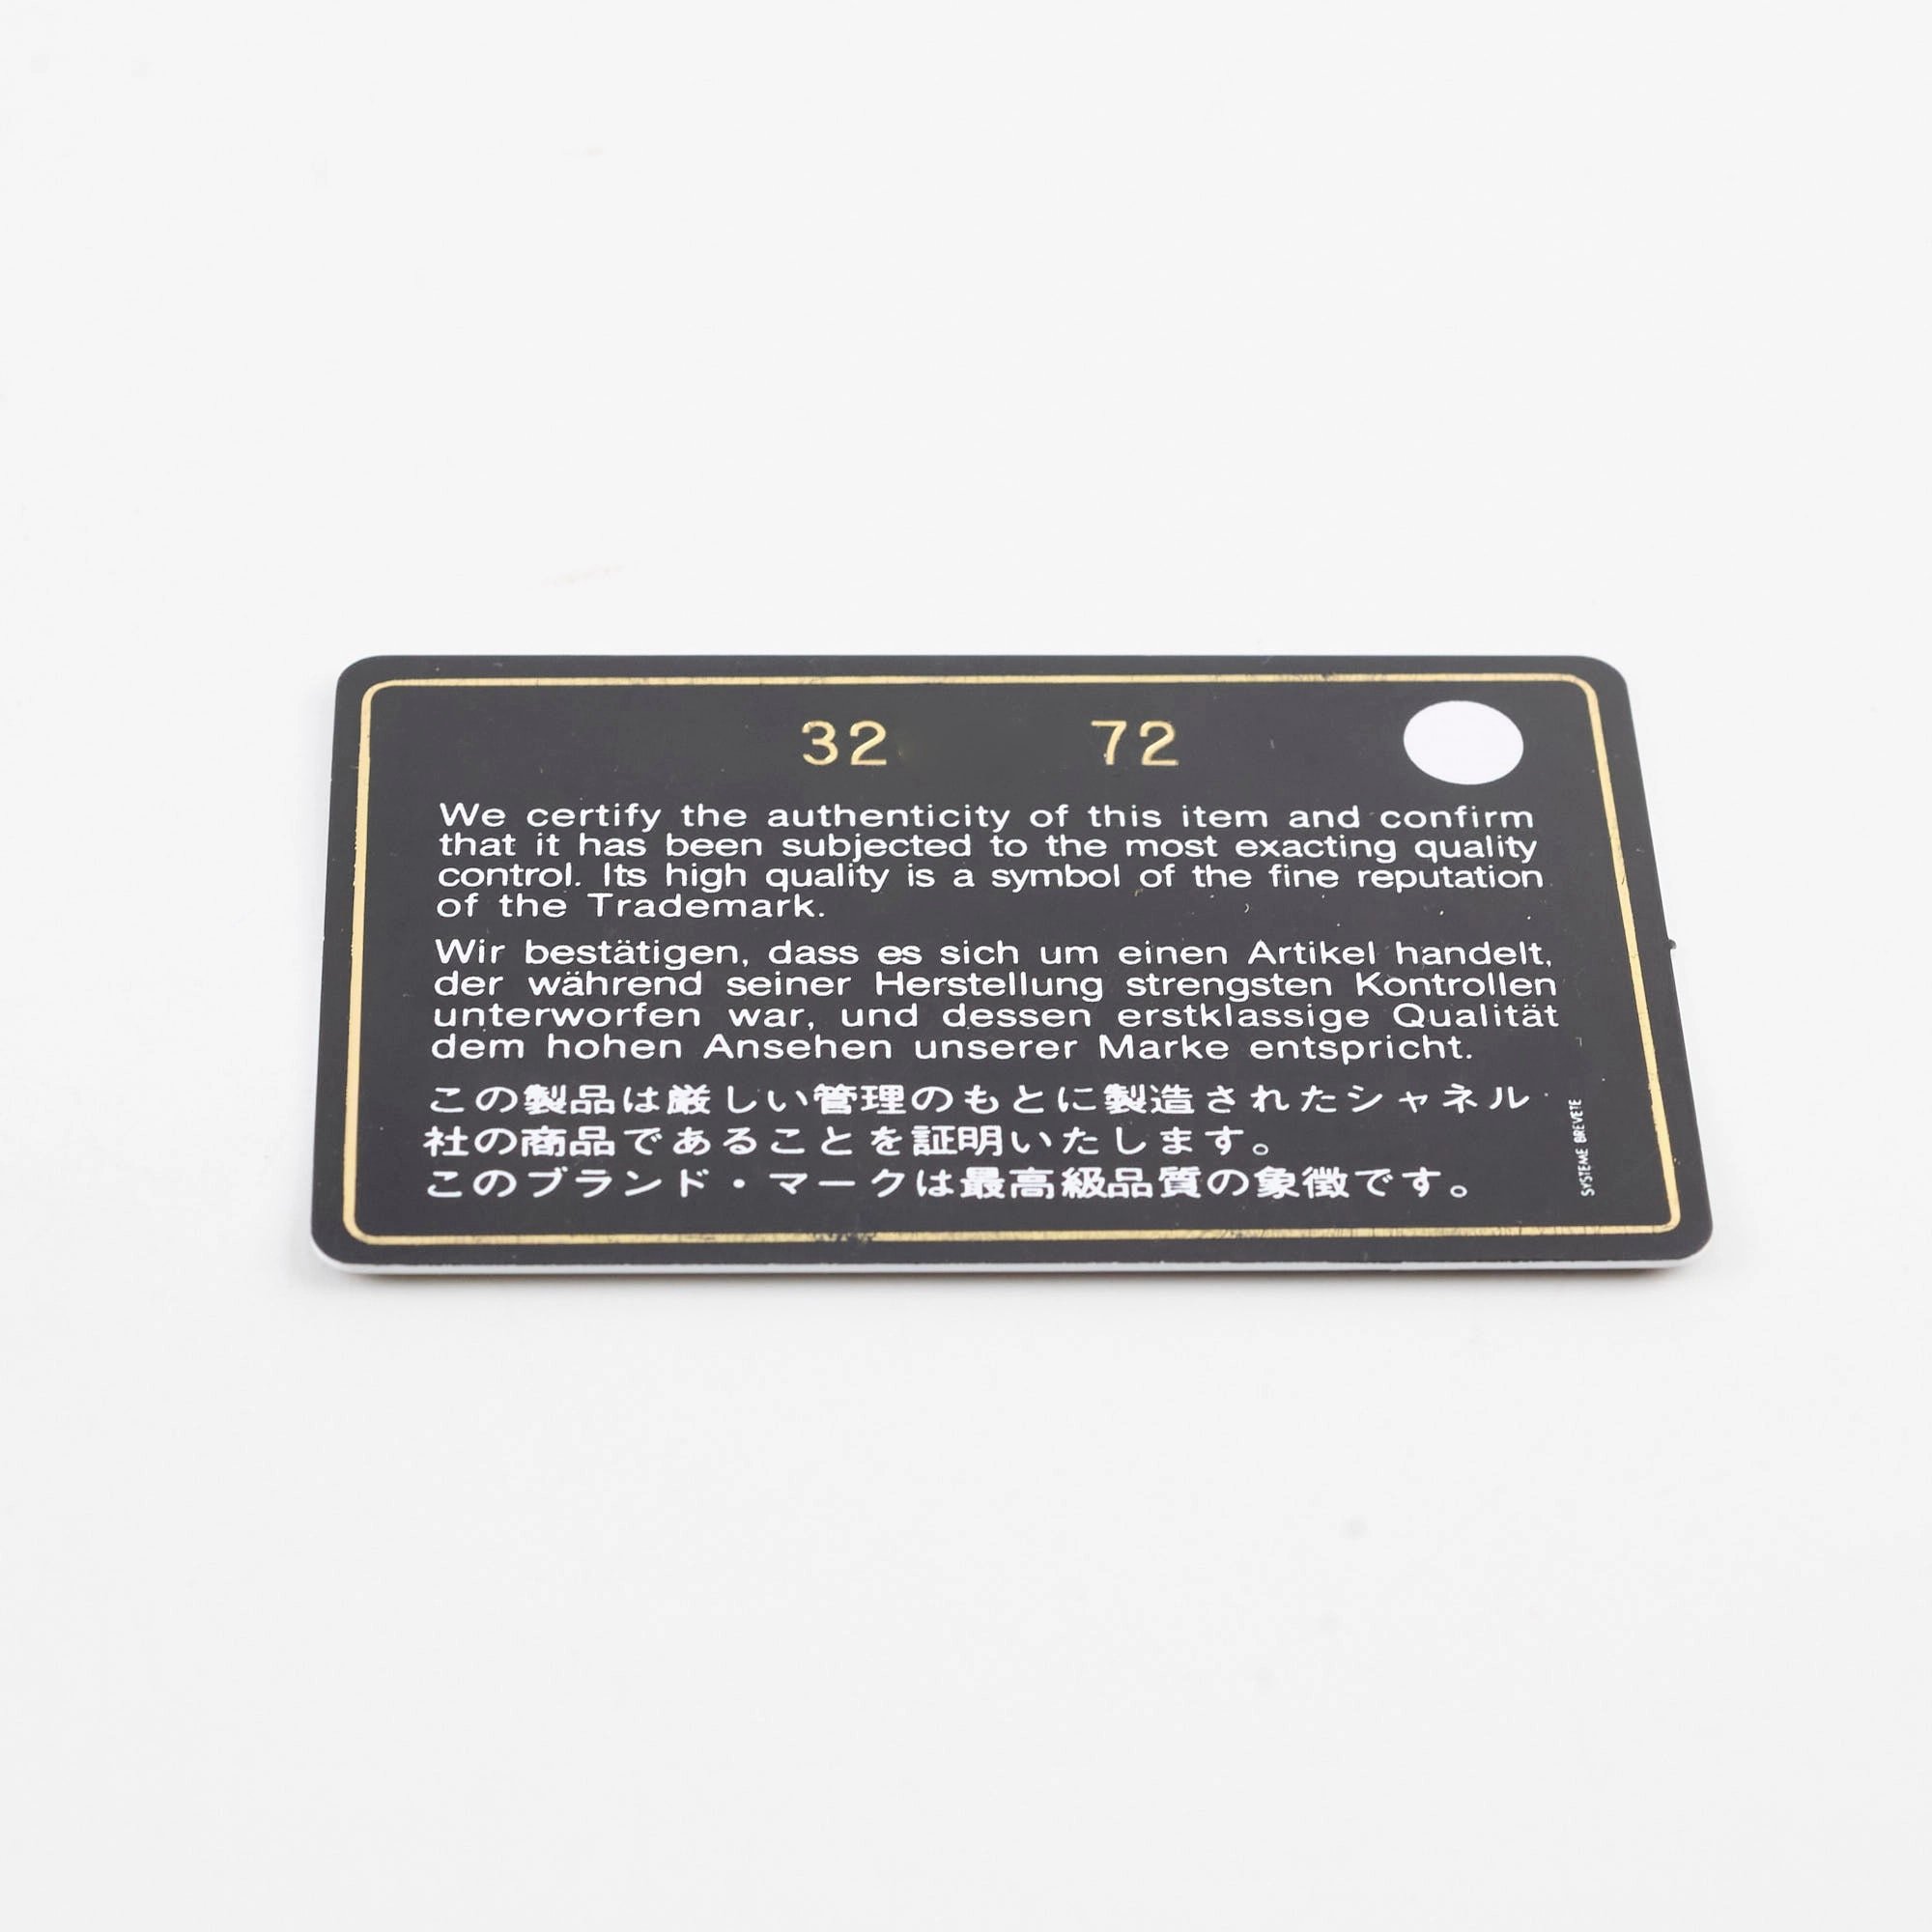 32 72
We certify the authenticity of this item and confirm
that it has been subjected to the most exacting quality
control. Its high quality is a symbol of the fine reputation
of the Trademark.
Wir bestätigen, dass es sich um einen Artikel handelt,
der während seiner Herstellung strengsten Kontrollen
unterworfen war, und dessen erstklassige Qualität
dem hohen Ansehen unserer Marke entspricht.
この製品は厳しい管理のもとに製造されたシャネル
社の商品であることを証明いたします。
このブランド・マークは最高級品質の象徴です。
SYSTEME BREVETE